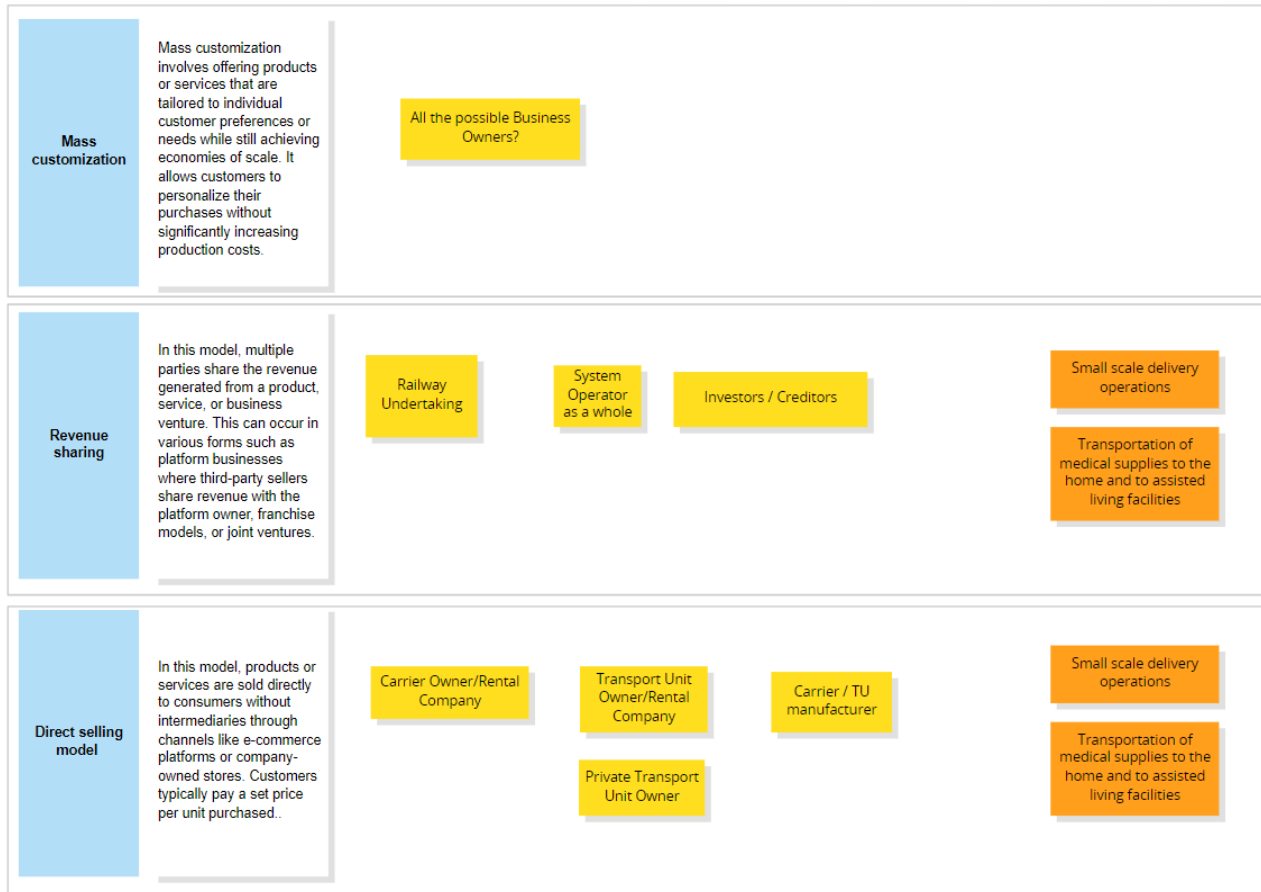 Mass
customization
Mass customization
involves offering products
or services that are
tailored to individual
customer preferences or
needs while still achieving
economies of scale. It
allows customers to
personalize their
purchases without
significantly increasing
production costs.
All the possible Business
Owners?
Revenue
sharing
In this model, multiple
parties share the revenue
generated from a product,
service, or business
venture. This can occur in
various forms such as
platform businesses
where third-party sellers
share revenue with the
platform owner, franchise
models, or joint ventures.
Railway
Undertaking
System
Operator
as a whole
Investors / Creditors
Small scale delivery
operations
Transportation of
medical supplies to the
home and to assisted
living facilities
Direct selling
model
In this model, products or
services are sold directly
to consumers without
intermediaries through
channels like e-commerce
platforms or company-
owned stores. Customers
typically pay a set price
per unit purchased..
Carrier Owner/Rental
Company
Transport Unit
Owner/Rental
Company
Carrier / TU
manufacturer
Private Transport
Unit Owner
Small scale delivery
operations
Transportation of
medical supplies to the
home and to assisted
living facilities